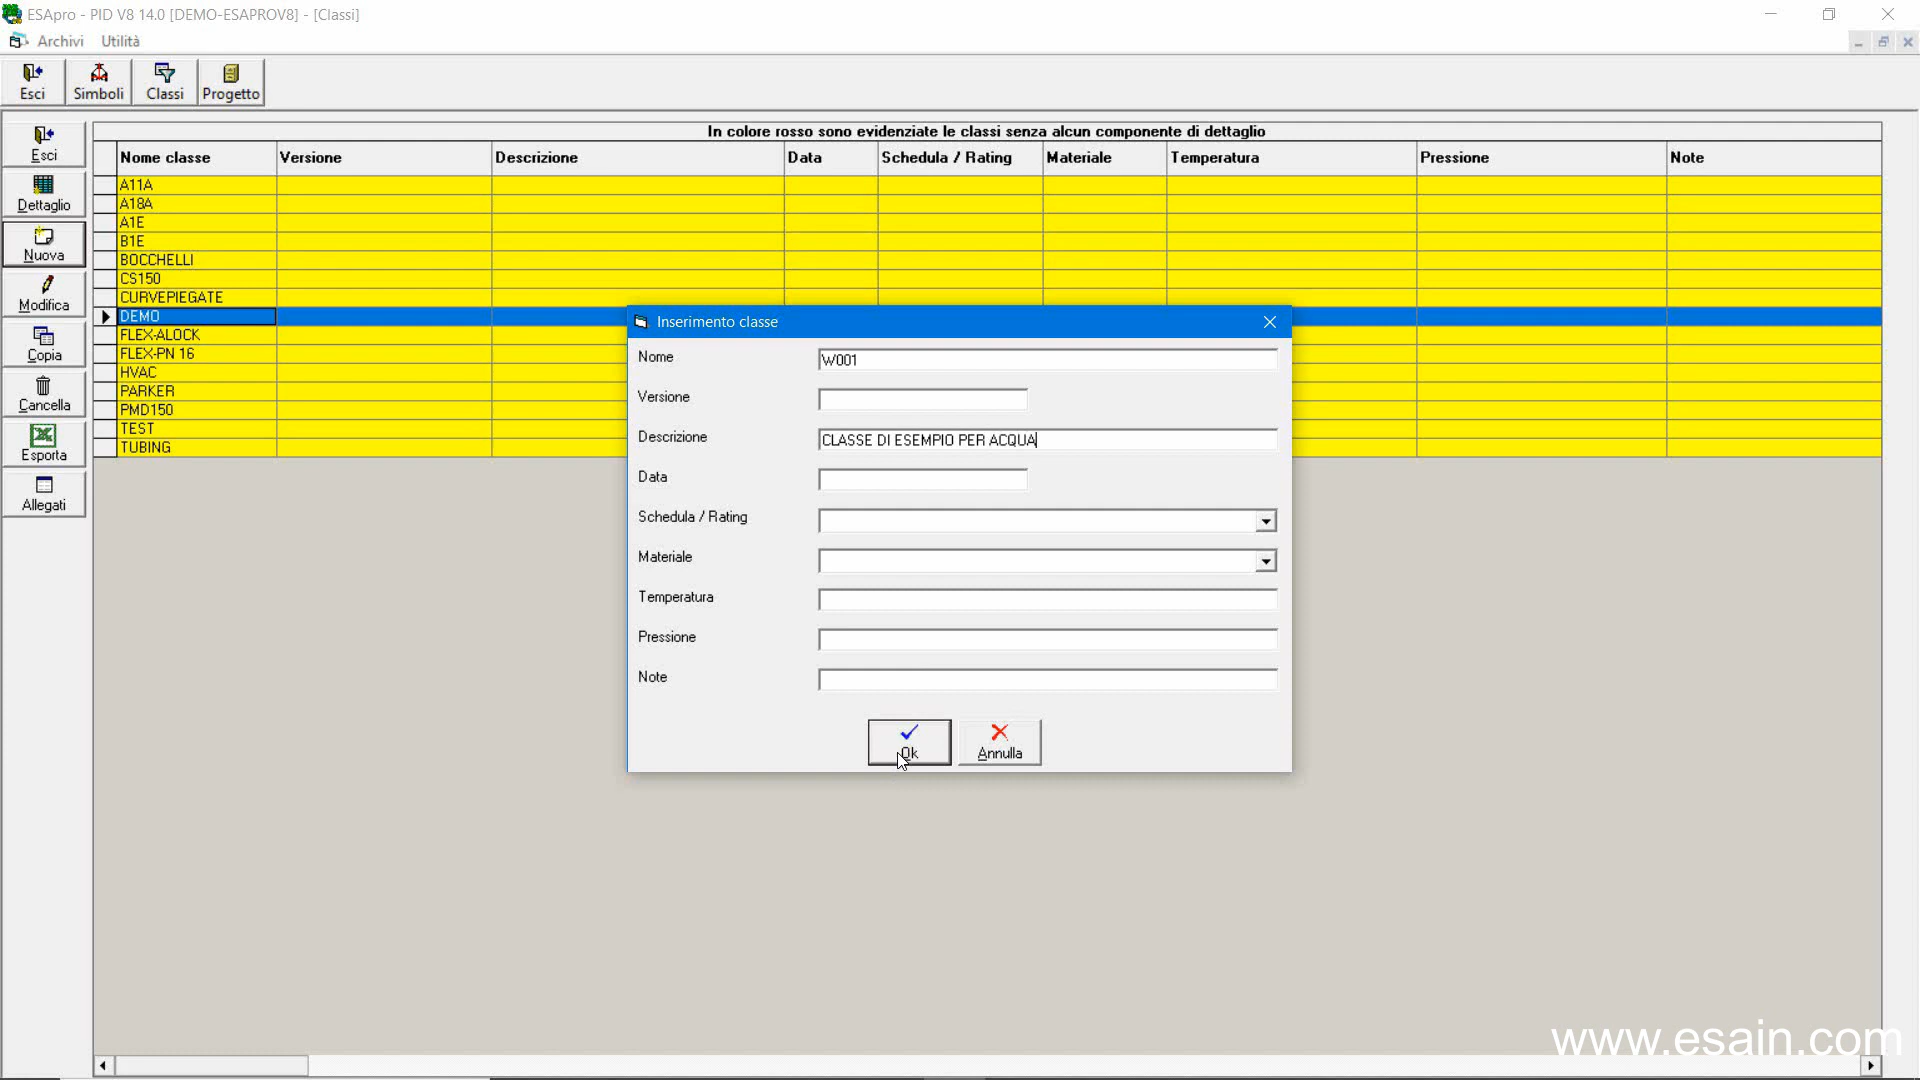 ESApro - PID V8 14.0 [DEMO-ESAPROV8] - [Classi]
Archivi Utilità
Esci Simboli Classi Progetto
In colore rosso sono evidenziate le classi senza alcun componente di dettaglio
Nome classe Versione Descrizione Data Schedula / Rating Materiale Temperatura Pressione Note
A11A
A18A
A1E
B1E
BOCCHELLI
CS150
CURVEPIEGATE
DEMO
FLEX-ALOCK
FLEX-PN 16
HVAC
PARKER
PMD150
TEST
TUBING
Esci
Dettaglio
Nuova
Modifica
Copia
Cancella
Esporta
Allegati
Inserimento classe
Nome W001
Versione
Descrizione CLASSE DI ESEMPIO PER ACQUA
Data
Schedula / Rating
Materiale
Temperatura
Pressione
Note
Ok Annulla
www.esain.com